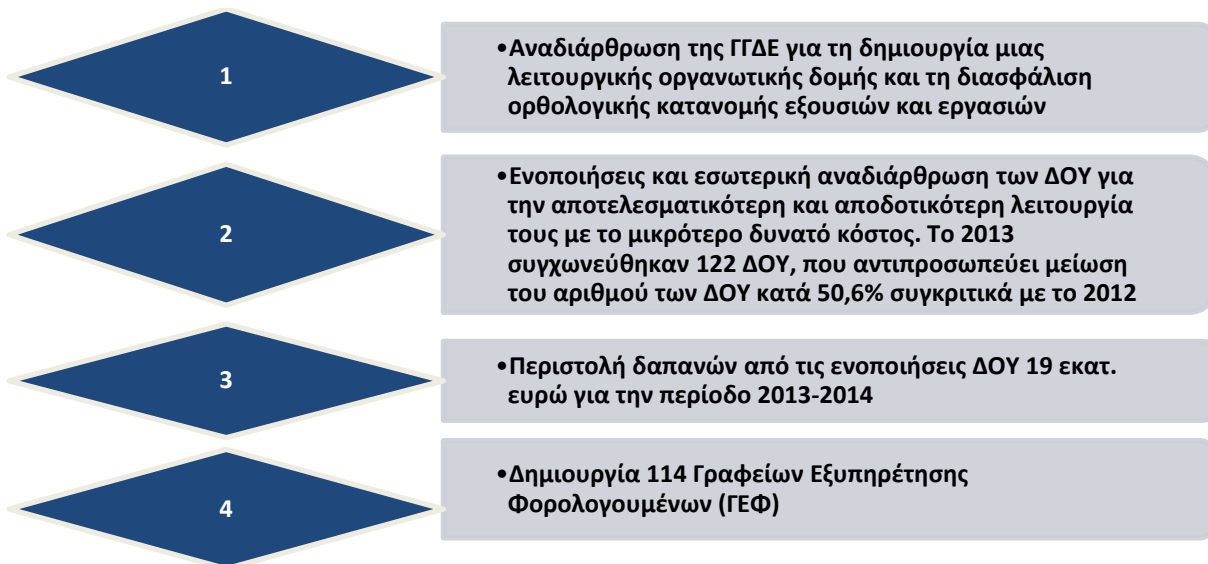 1
•Αναδιάρθρωση της ΓΓΔΕ για τη δημιουργία μιας
λειτουργικής οργανωτικής δομής και τη διασφάλιση
ορθολογικής κατανομής εξουσιών και εργασιών
2
•Ενοποιήσεις και εσωτερική αναδιάρθρωση των ΔΟΥ για
την αποτελεσματικότερη και αποδοτικότερη λειτουργία
τους με το μικρότερο δυνατό κόστος. Το 2013
συγχωνεύθηκαν 122 ΔΟΥ, που αντιπροσωπεύει μείωση
του αριθμού των ΔΟΥ κατά 50,6% συγκριτικά με το 2012
3
•Περιστολή δαπανών από τις ενοποιήσεις ΔΟΥ 19 εκατ.
ευρώ για την περίοδο 2013-2014
4
•Δημιουργία 114 Γραφείων Εξυπηρέτησης
Φορολογουμένων (ΓΕΦ)